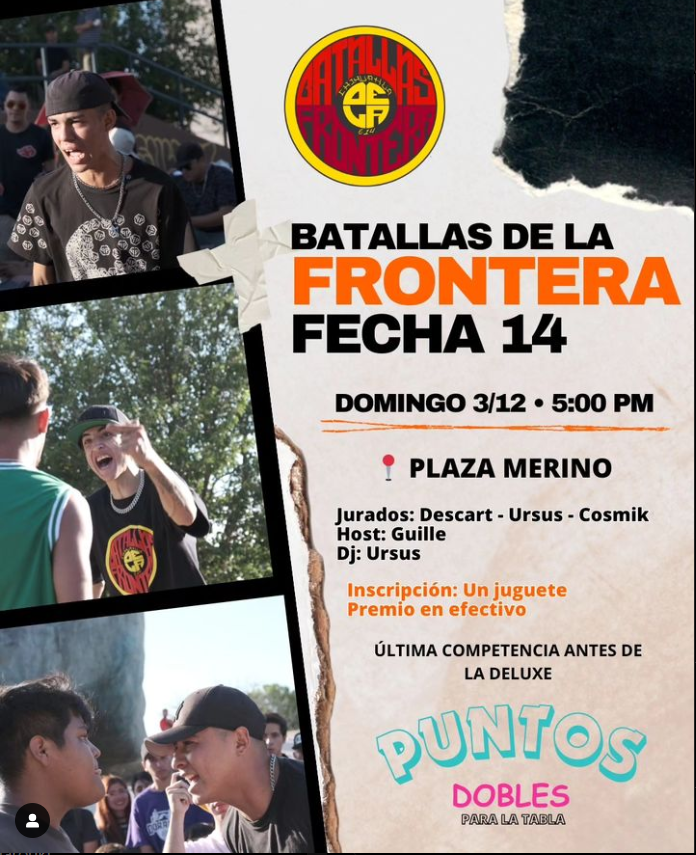 BATALLAS
DE
LA
FRONTERA
BATALLAS DE LA
FRONTERA
FECHA 14
DOMINGO 3/12 • 5:00 PM
PLAZA MERINO
Jurados: Descart - Ursus - Cosmik
Host: Guille
Dj: Ursus
Inscripción: Un juguete
Premio en efectivo
ÚLTIMA COMPETENCIA ANTES DE
LA DELUXE
PUNTOS
DOBLES
PARA LA TABLA
BATALLAS
FRONTERA